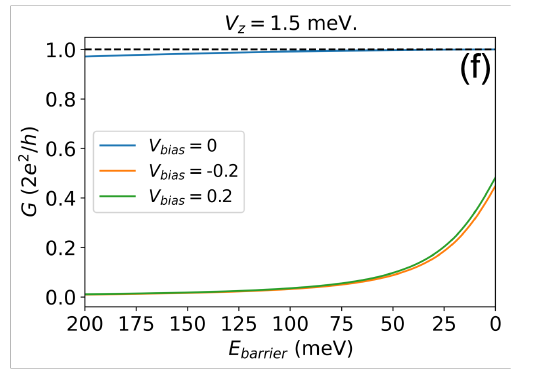 V_z = 1.5 meV.
(f)
G (2e²/h)
1.0
0.8
0.6
0.4
0.2
0.0
V_bias = 0
V_bias = -0.2
V_bias = 0.2
200 175 150 125 100 75 50 25 0
E_barrier (meV)